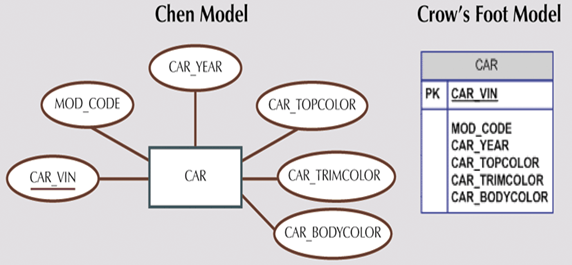 Chen Model
CAR_YEAR
MOD_CODE
CAR_TOPCOLOR
CAR_VIN
CAR
CAR_TRIMCOLOR
CAR_BODYCOLOR
Crow's Foot Model
CAR
PK CAR_VIN
MOD_CODE
CAR_YEAR
CAR_TOPCOLOR
CAR_TRIMCOLOR
CAR_BODYCOLOR